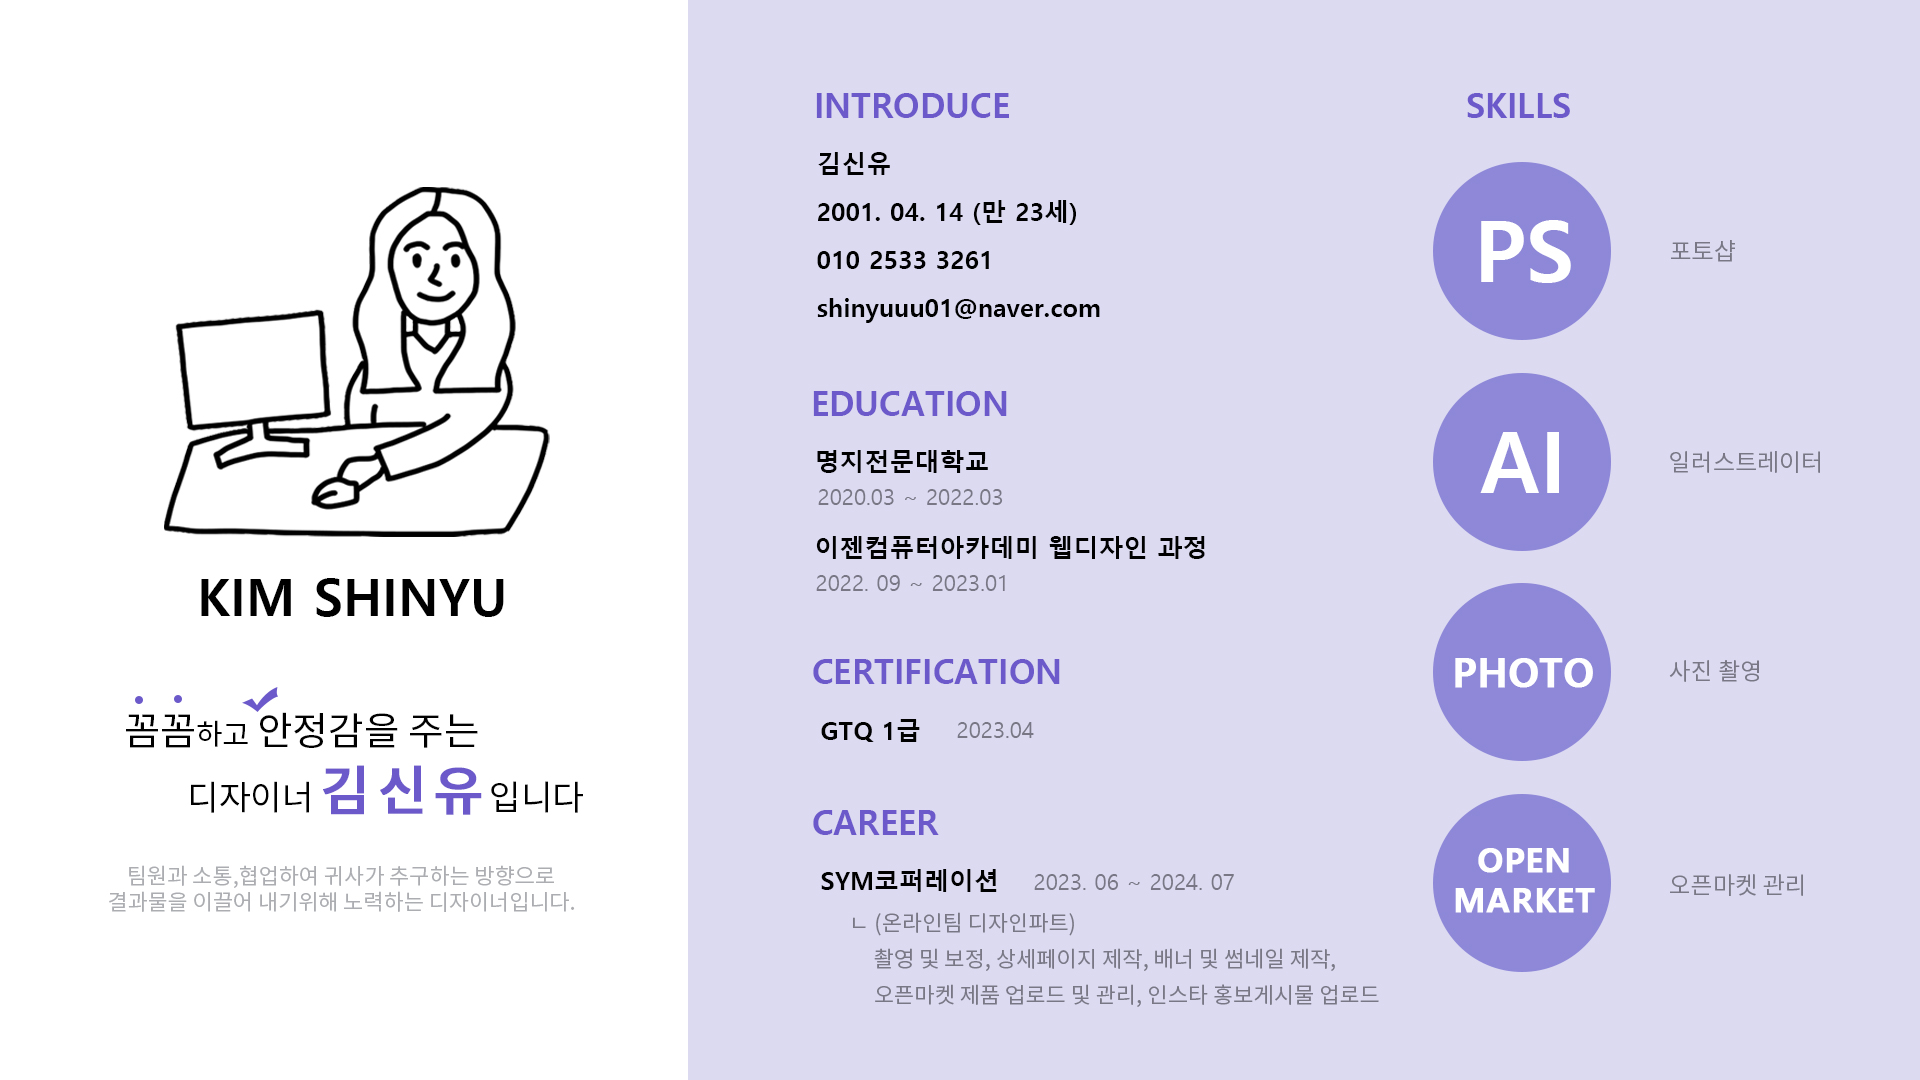 KIM SHINYU
꼼꼼하고 안정감을 주는
디자이너 김신유입니다
팀원과 소통,협업하여 귀사가 추구하는 방향으로
결과물을 이끌어 내기위해 노력하는 디자이너입니다.
INTRODUCE
김신유
2001. 04. 14 (만 23세)
010 2533 3261
shinyuuu01@naver.com
EDUCATION
명지전문대학교
2020.03 ~ 2022.03
이젠컴퓨터아카데미 웹디자인 과정
2022. 09 ~ 2023.01
CERTIFICATION
GTQ 1급 2023.04
CAREER
SYM코퍼레이션 2023. 06 ~ 2024. 07
ㄴ (온라인팀 디자인파트)
촬영 및 보정, 상세페이지 제작, 배너 및 썸네일 제작,
오픈마켓 제품 업로드 및 관리, 인스타 홍보게시물 업로드
SKILLS
PS 포토샵
AI 일러스트레이터
PHOTO 사진 촬영
OPEN
MARKET 오픈마켓 관리